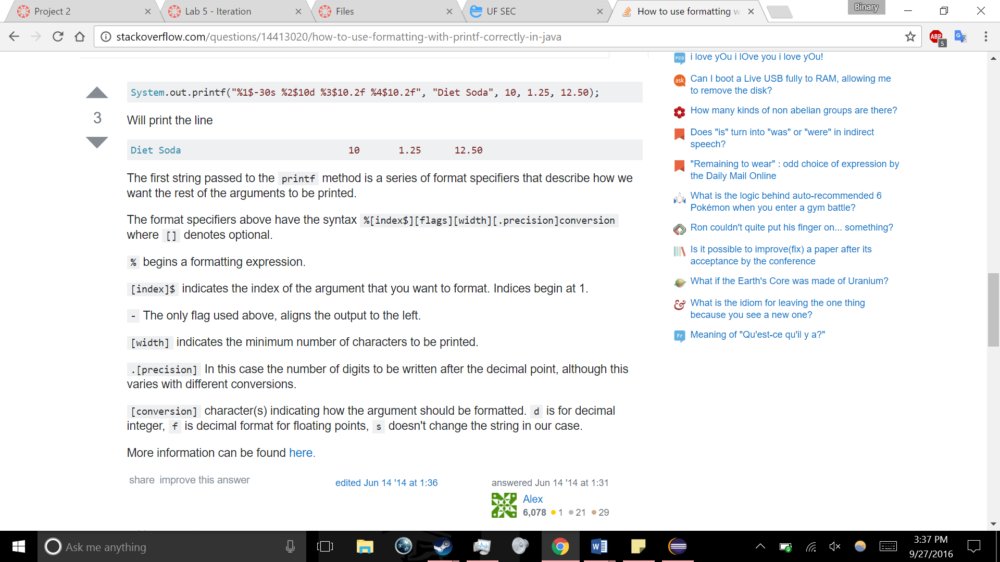 Project 2
Lab 5 - Iteration
Files
UF SEC
How to use formatting w
Binary
stackoverflow.com/questions/14413020/how-to-use-formatting-with-printf-correctly-in-java
ABP
5
System.out.printf("%1$-30s %2$10d %3$10.2f %4$10.2f", "Diet Soda", 10, 1.25, 12.50);
3
Will print the line
Diet Soda 10 1.25 12.50
The first string passed to the printf method is a series of format specifiers that describe how we
want the rest of the arguments to be printed.
The format specifiers above have the syntax %[index$][flags][width][.precision]conversion
where [] denotes optional.
% begins a formatting expression.
[index]$ indicates the index of the argument that you want to format. Indices begin at 1.
- The only flag used above, aligns the output to the left.
[width] indicates the minimum number of characters to be printed.
.[precision] In this case the number of digits to be written after the decimal point, although this
varies with different conversions.
[conversion] character(s) indicating how the argument should be formatted. d is for decimal
integer, f is decimal format for floating points, s doesn't change the string in our case.
More information can be found here.
share improve this answer
edited Jun 14 '14 at 1:36
answered Jun 14 '14 at 1:31
Alex
6,078 1 21 29
PCG
i love yOu i lOve you i love yOu!
ask
Can I boot a Live USB fully to RAM, allowing me
to remove the disk?
How many kinds of non abelian groups are there?
Does "is" turn into "was" or "were" in indirect
speech?
"Remaining to wear" : odd choice of expression by
the Daily Mail Online
What is the logic behind auto-recommended 6
Pokémon when you enter a gym battle?
Ron couldn't quite put his finger on... something?
Is it possible to improve(fix) a paper after its
acceptance by the conference
What if the Earth's Core was made of Uranium?
&
What is the idiom for leaving the one thing
because you see a new one?
Fr
Meaning of "Qu'est-ce qu'il y a?"
Ask me anything
3:37 PM
9/27/2016